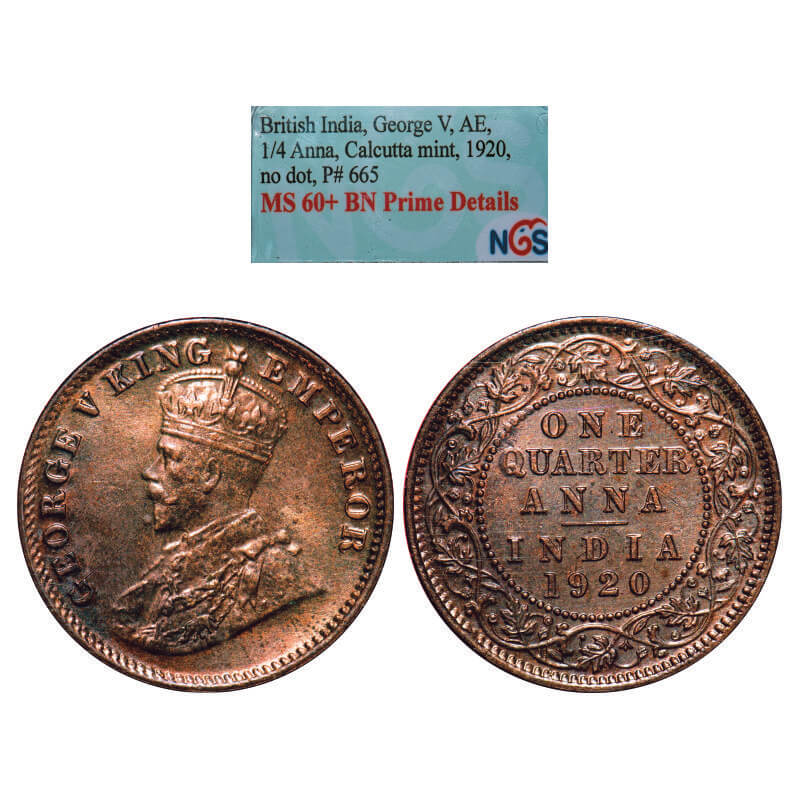 British India, George V, AE,
1/4 Anna, Calcutta mint, 1920,
no dot, P# 665
MS 60+ BN Prime Details
NGS
GEORGE V KING EMPEROR
ONE
QUARTER
ANNA
INDIA
1920